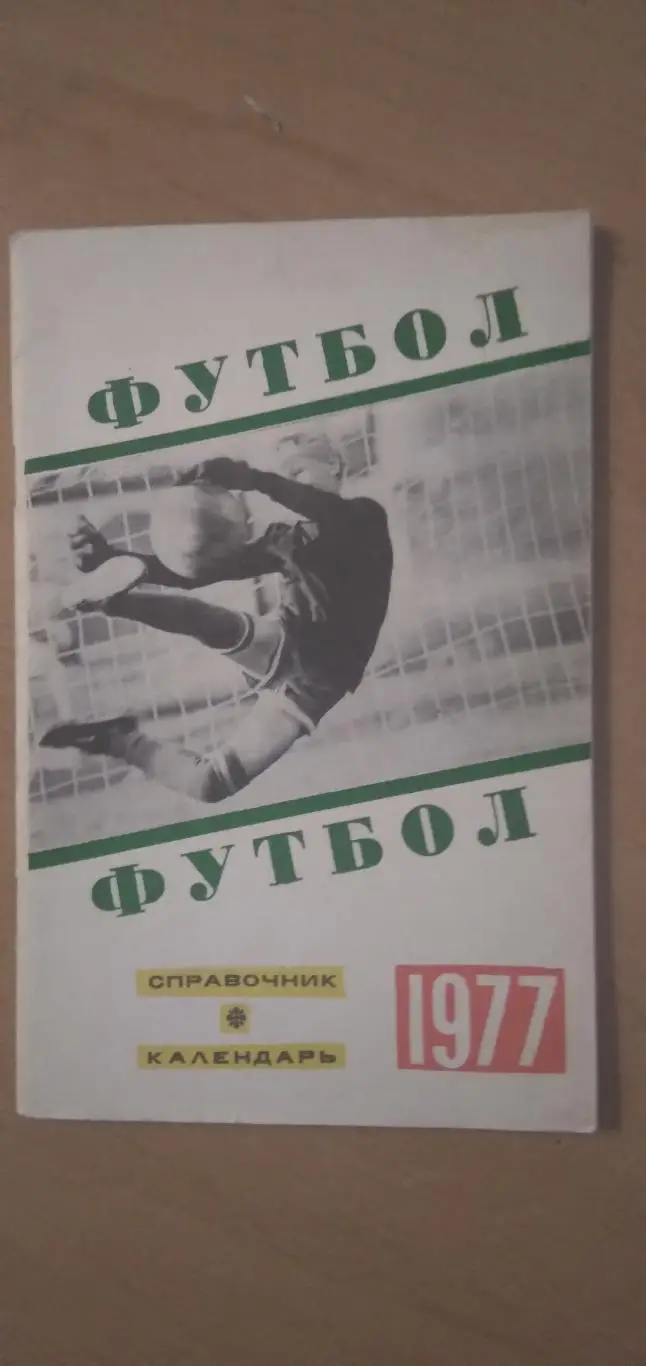 ФУТБОЛ
ФУТБОЛ
СПРАВОЧНИК
КАЛЕНДАРЬ
1977